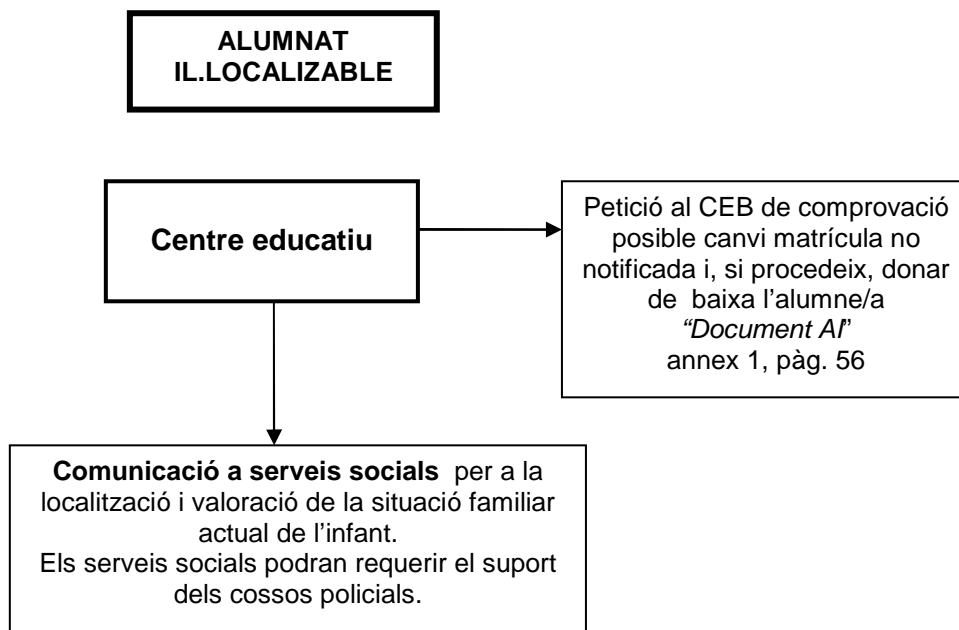 ALUMNAT
IL.LOCALIZABLE
Centre educatiu
Petició al CEB de comprovació
posible canvi matrícula no
notificada i, si procedeix, donar
de baixa l’alumne/a
“Document AI”
annex 1, pàg. 56
Comunicació a serveis socials per a la
localització i valoració de la situació familiar
actual de l’infant.
Els serveis socials podran requerir el suport
dels cossos policials.